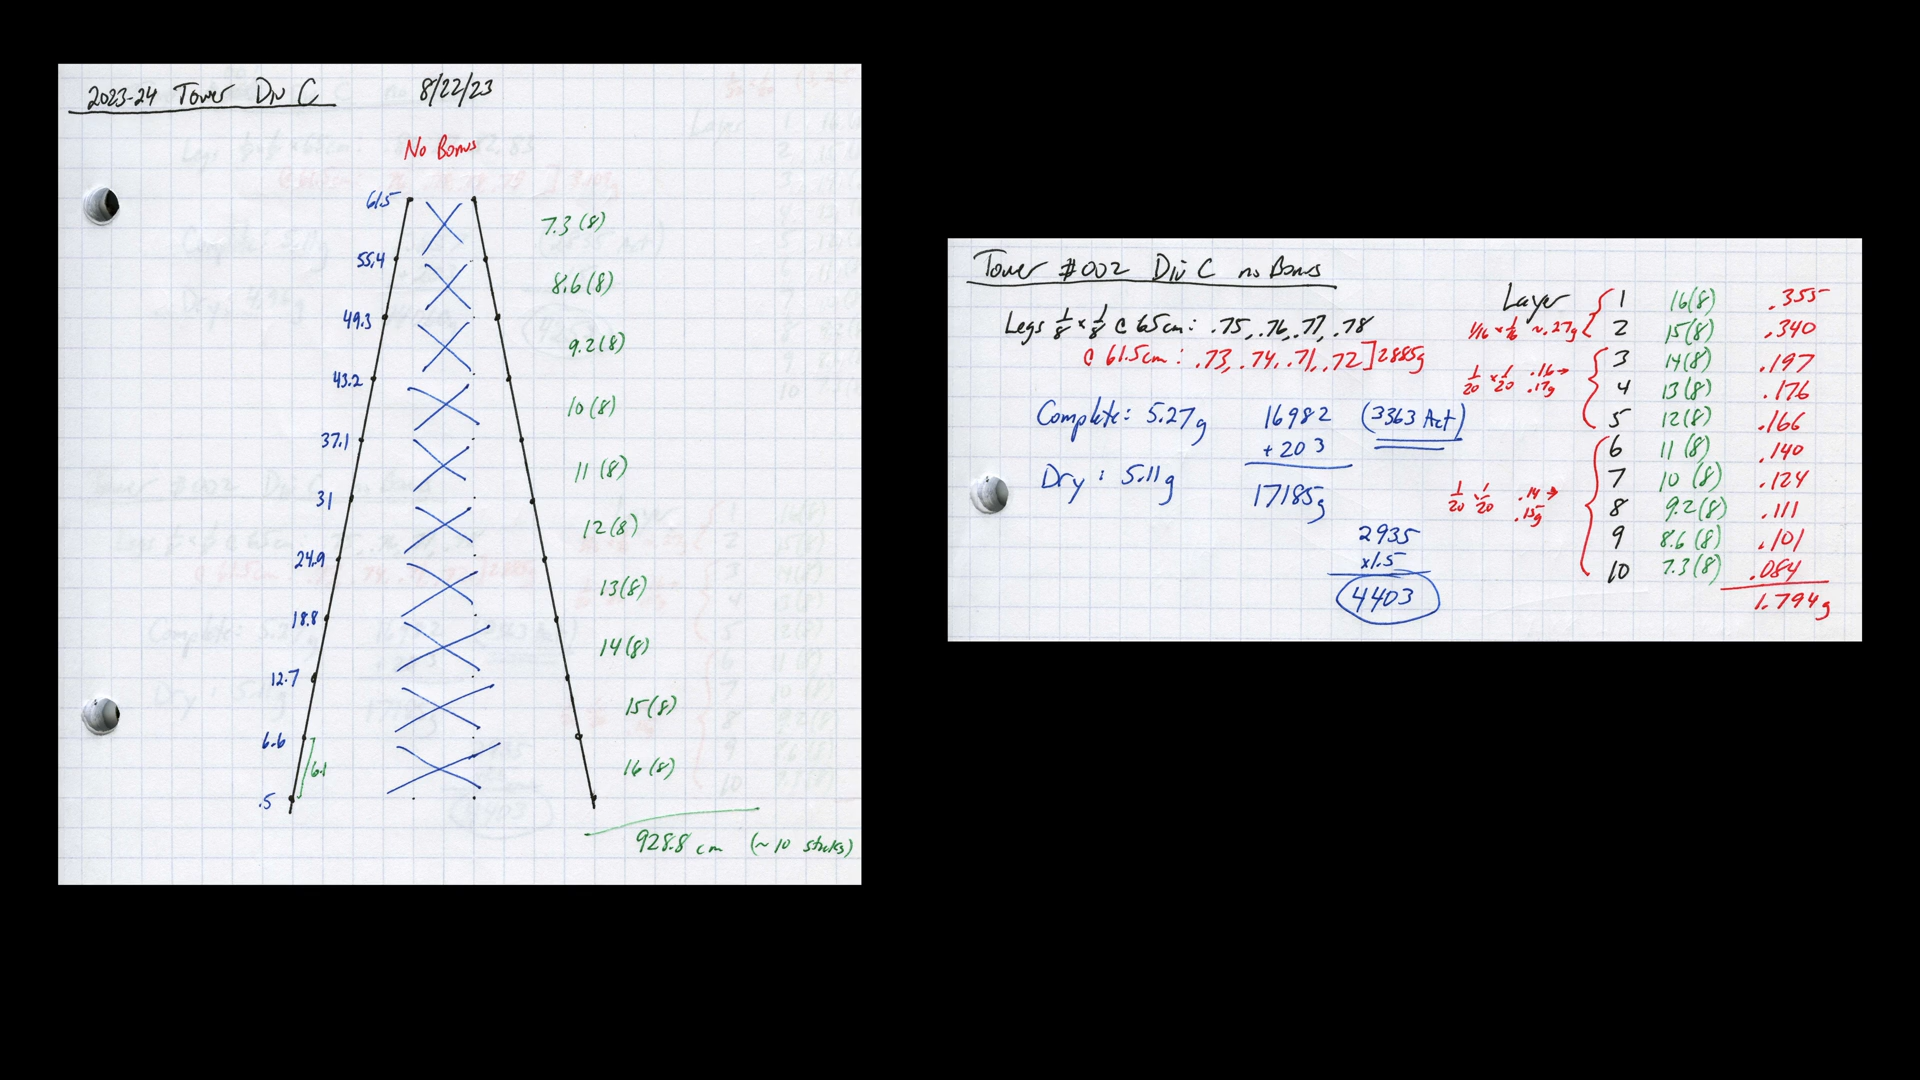 2023-24 Tower Div C 8/22/23
No Bonus
61.5
7.3 (8)
55.4
8.6 (8)
49.3
9.2 (8)
43.2
10 (8)
37.1
11 (8)
31
12 (8)
24.9
13 (8)
18.8
14 (8)
12.7
15 (8)
6.6
6.1
16 (8)
.5
928.8 cm (~10 sticks)
Tower #002 Div C no Bonus
Legs 1/8 x 1/8 @ 65cm: .75, .76, .77, .78
@ 61.5cm: .73, .74, .71, .72] 2.885g
Complete: 5.27g 16982 (3363 Act)
+203
Dry: 5.11g 17185g
2935
x1.5
4403
Layer 1 16(8) .355
1/16 x 1/16 ~.27g 2 15(8) .340
3 14(8) .197
1/20 x 1/20 .16→ .17g 4 13(8) .176
5 12(8) .166
6 11 (8) .140
7 10 (8) .124
1/20 x 1/20 .14→ .15g 8 9.2(8) .111
9 8.6(8) .101
10 7.3(8) .084
1.794g